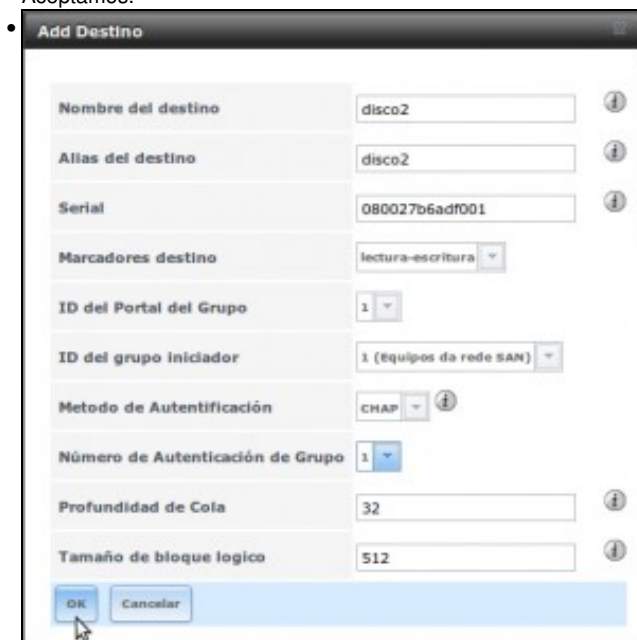 Aceptamos.
Add Destino
Nombre del destino disco2
Alias del destino disco2
Serial 080027b6adf001
Marcadores destino lectura-escritura
ID del Portal del Grupo 1
ID del grupo iniciador 1 (Equipos da rede SAN)
Metodo de Autentificación CHAP
Número de Autenticación de Grupo 1
Profundidad de Cola 32
Tamaño de bloque logico 512
OK Cancelar